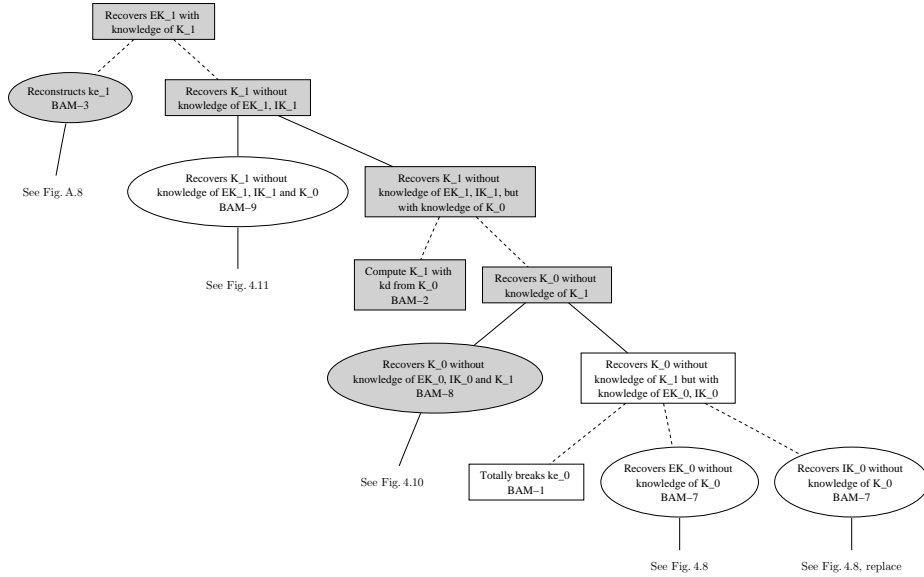 Recovers EK_1 with
knowledge of K_1
Reconstructs ke_1
BAM−3
Recovers K_1 without
knowledge of EK_1, IK_1
See Fig. A.8
Recovers K_1 without
knowledge of EK_1, IK_1 and K_0
BAM−9
Recovers K_1 without
knowledge of EK_1, IK_1, but
with knowledge of K_0
See Fig. 4.11
Compute K_1 with
kd from K_0
BAM−2
Recovers K_0 without
knowledge of K_1
Recovers K_0 without
knowledge of EK_0, IK_0 and K_1
BAM−8
Recovers K_0 without
knowledge of K_1 but with
knowledge of EK_0, IK_0
See Fig. 4.10
Totally breaks ke_0
BAM−1
Recovers EK_0 without
knowledge of K_0
BAM−7
Recovers IK_0 without
knowledge of K_0
BAM−7
See Fig. 4.8
See Fig. 4.8, replace